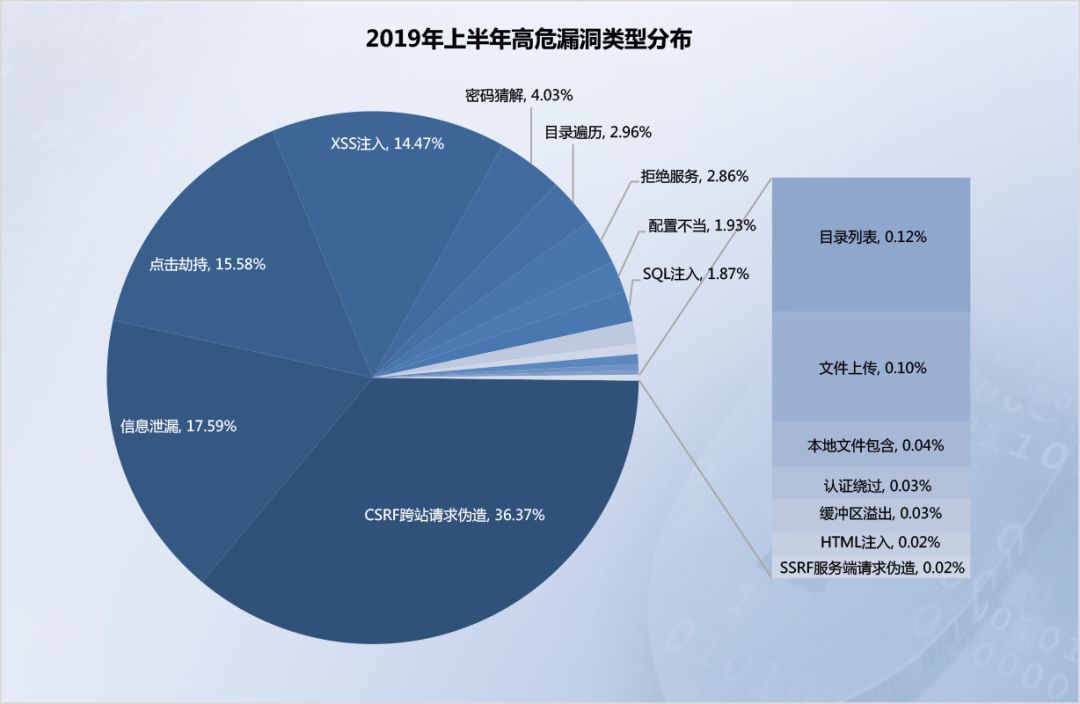 2019年上半年高危漏洞类型分布
密码猜解, 4.03%
目录遍历, 2.96%
XSS注入, 14.47%
拒绝服务, 2.86%
配置不当, 1.93%
目录列表, 0.12%
点击劫持, 15.58%
SQL注入, 1.87%
文件上传, 0.10%
信息泄漏, 17.59%
本地文件包含, 0.04%
认证绕过, 0.03%
CSRF跨站请求伪造, 36.37%
缓冲区溢出, 0.03%
HTML注入, 0.02%
SSRF服务端请求伪造, 0.02%